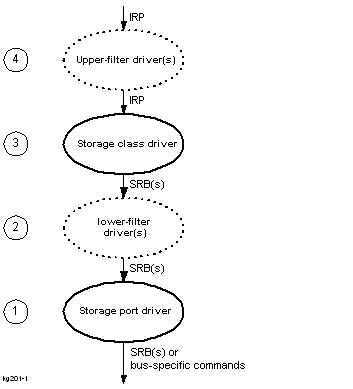 IRP
4
Upper-filter driver(s)
IRP
3
Storage class driver
SRB(s)
2
lower-filter
driver(s)
SRB(s)
1
Storage port driver
SRB(s) or
bus-specific commands
kg201-1